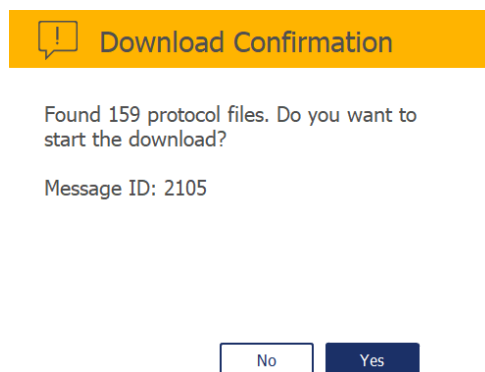 !
Download Confirmation
Found 159 protocol files. Do you want to
start the download?
Message ID: 2105
No
Yes